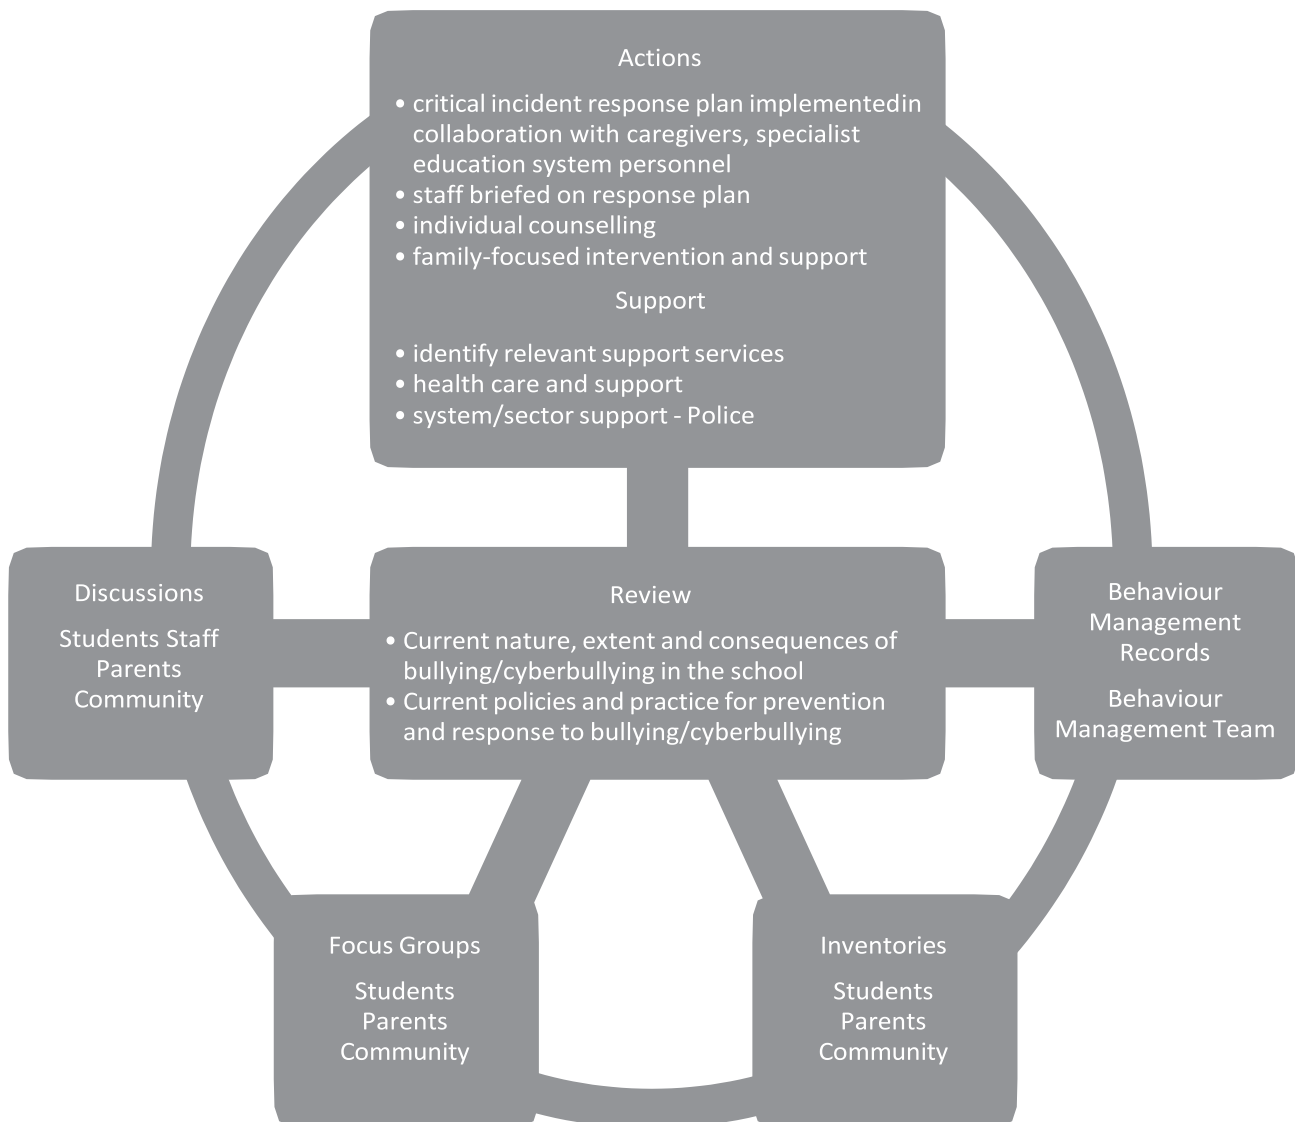 Actions
• critical incident response plan implementedin
collaboration with caregivers, specialist
education system personnel
• staff briefed on response plan
• individual counselling
• family-focused intervention and support
Support
• identify relevant support services
• health care and support
• system/sector support - Police
Discussions
Students Staff
Parents
Community
Review
• Current nature, extent and consequences of
bullying/cyberbullying in the school
• Current policies and practice for prevention
and response to bullying/cyberbullying
Behaviour
Management
Records
Behaviour
Management Team
Focus Groups
Students
Parents
Community
Inventories
Students
Parents
Community